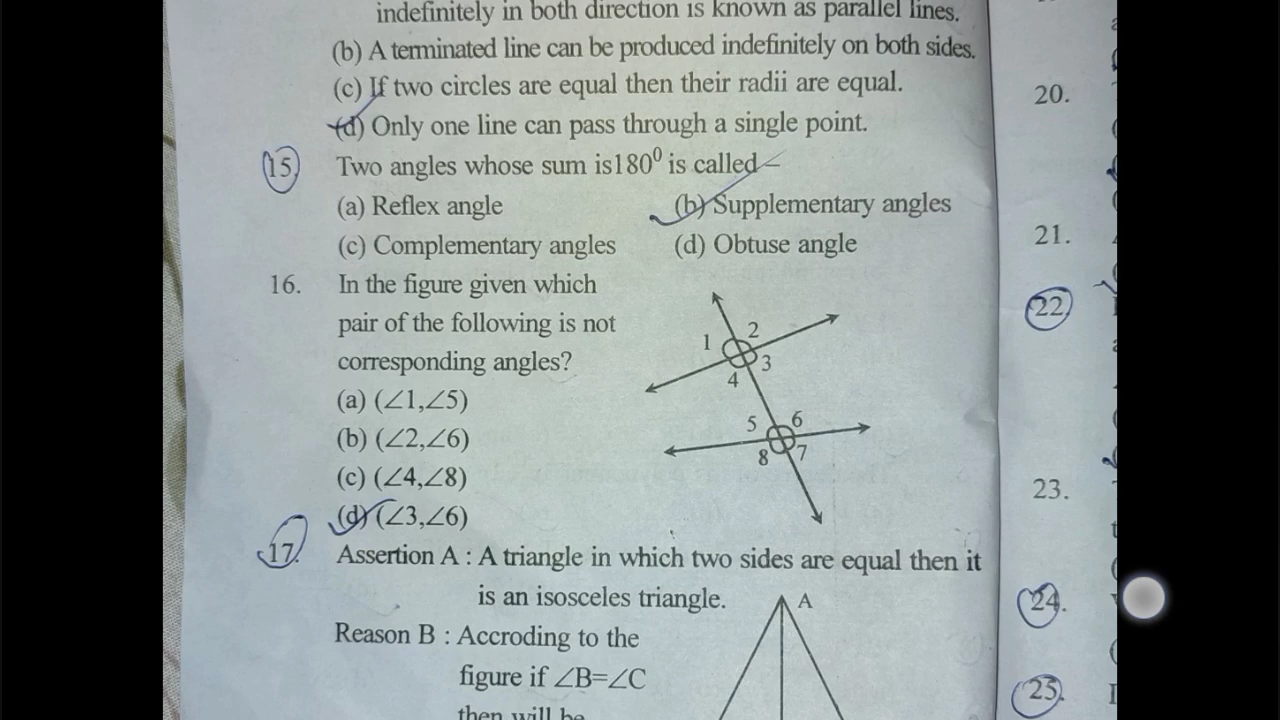 indefinitely in both direction is known as parallel lines.
(b) A terminated line can be produced indefinitely on both sides.
(c) If two circles are equal then their radii are equal.
(d) Only one line can pass through a single point.
15. Two angles whose sum is180⁰ is called –
(a) Reflex angle (b) Supplementary angles
(c) Complementary angles (d) Obtuse angle
16. In the figure given which
pair of the following is not
corresponding angles?
(a) (∠1,∠5)
(b) (∠2,∠6)
(c) (∠4,∠8)
(d) (∠3,∠6)
1 2
3
4
5 6
8 7
17. Assertion A : A triangle in which two sides are equal then it
is an isosceles triangle.
A
Reason B : Accroding to the
figure if ∠B=∠C
then will be
20.
21.
22.
23.
24.
25.